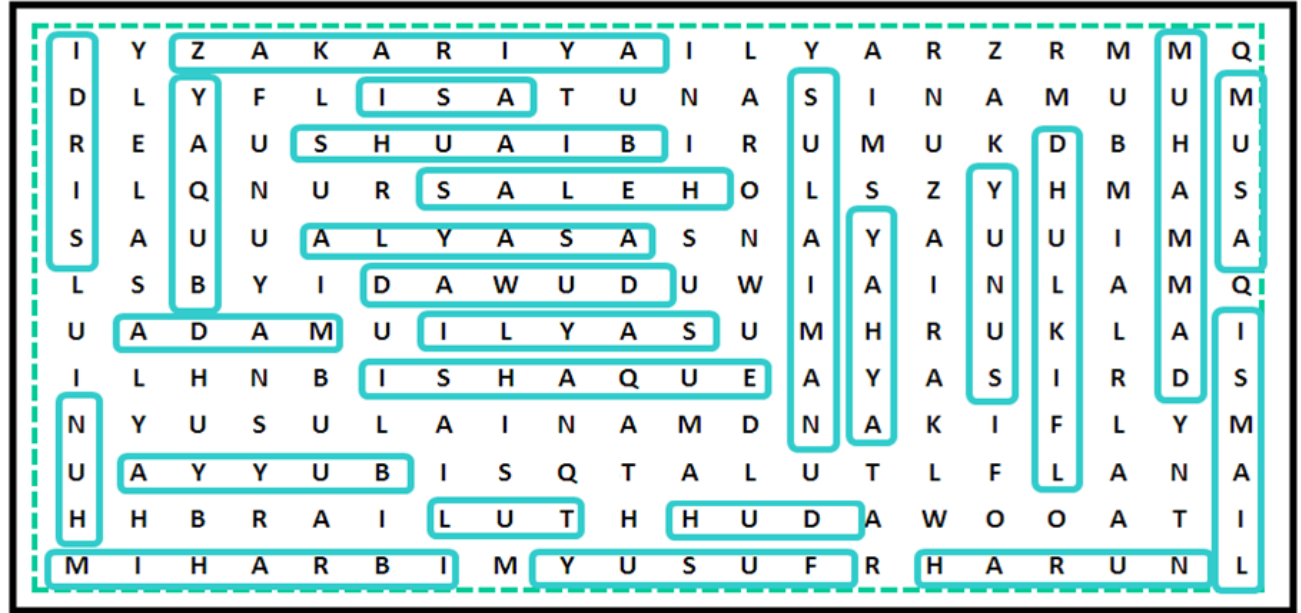 I Y Z A K A R I Y A I L Y A R Z R M M Q
D L Y F L I S A T U N A S I N A M U U M
R E A U S H U A I B I R U M U K D B H U
I L Q N U R S A L E H O L S Z Y H M A S
S A U U A L Y A S A S N A Y A U U I M A
L S B Y I D A W U D U W I A I N L A M Q
U A D A M U I L Y A S U M H R U K L A I
I L H N B I S H A Q U E A Y A S I R D S
N Y U S U L A I N A M D N A K I F L Y M
U A Y Y U B I S Q T A L U T L F L A N A
H H B R A I L U T H H U D A W O O A T I
M I H A R B I M Y U S U F R H A R U N L